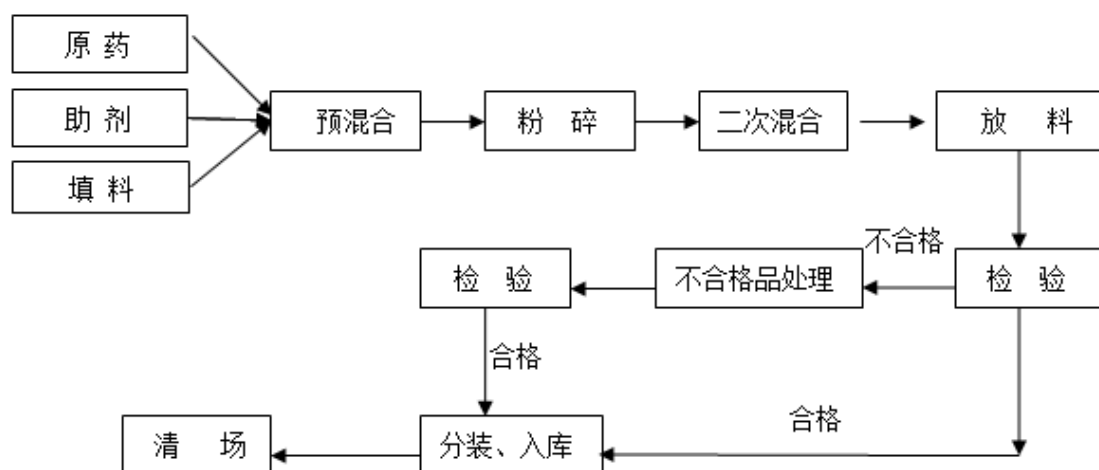 原 药
助 剂
填 料
预混合
粉 碎
二次混合
放 料
不合格
检 验
不合格品处理
检 验
合格
合格
清 场
分装、入库